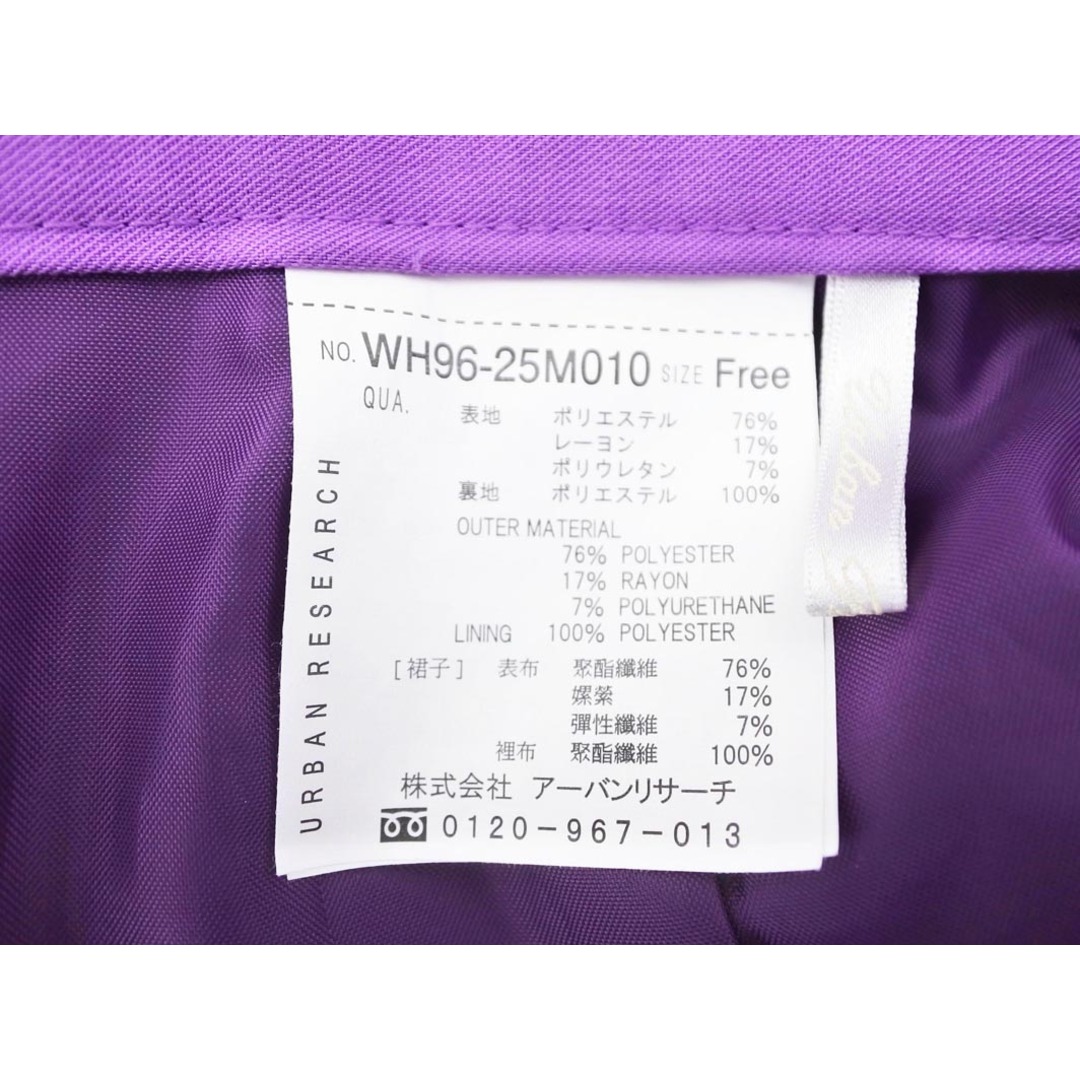 NO. WH96-25M010 SIZE Free
QUA.
表地 ポリエステル 76%
レーヨン 17%
ポリウレタン 7%
裏地 ポリエステル 100%
OUTER MATERIAL
76% POLYESTER
17% RAYON
7% POLYURETHANE
LINING 100% POLYESTER
[裙子] 表布 聚酯纖維 76%
嫘縈 17%
彈性纖維 7%
裡布 聚酯纖維 100%
株式会社 アーバンリサーチ
0120-967-013
URBAN RESEARCH
Urban